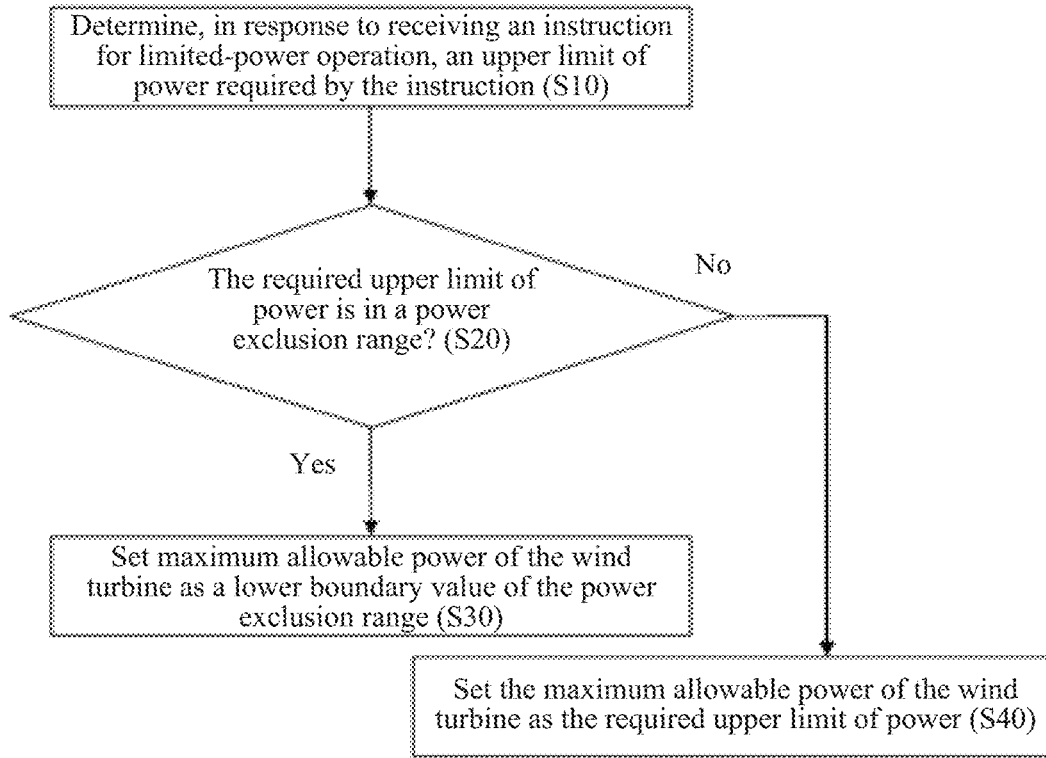 Determine, in response to receiving an instruction
for limited-power operation, an upper limit of
power required by the instruction (S10)
The required upper limit of
power is in a power
exclusion range? (S20)
No
Yes
Set maximum allowable power of the wind
turbine as a lower boundary value of the power
exclusion range (S30)
Set the maximum allowable power of the wind
turbine as the required upper limit of power (S40)